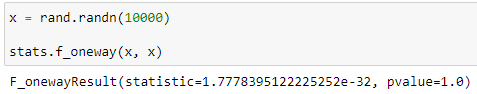 x = rand.randn(10000)
stats.f_oneway(x, x)
F_onewayResult(statistic=1.7778395122225252e-32, pvalue=1.0)